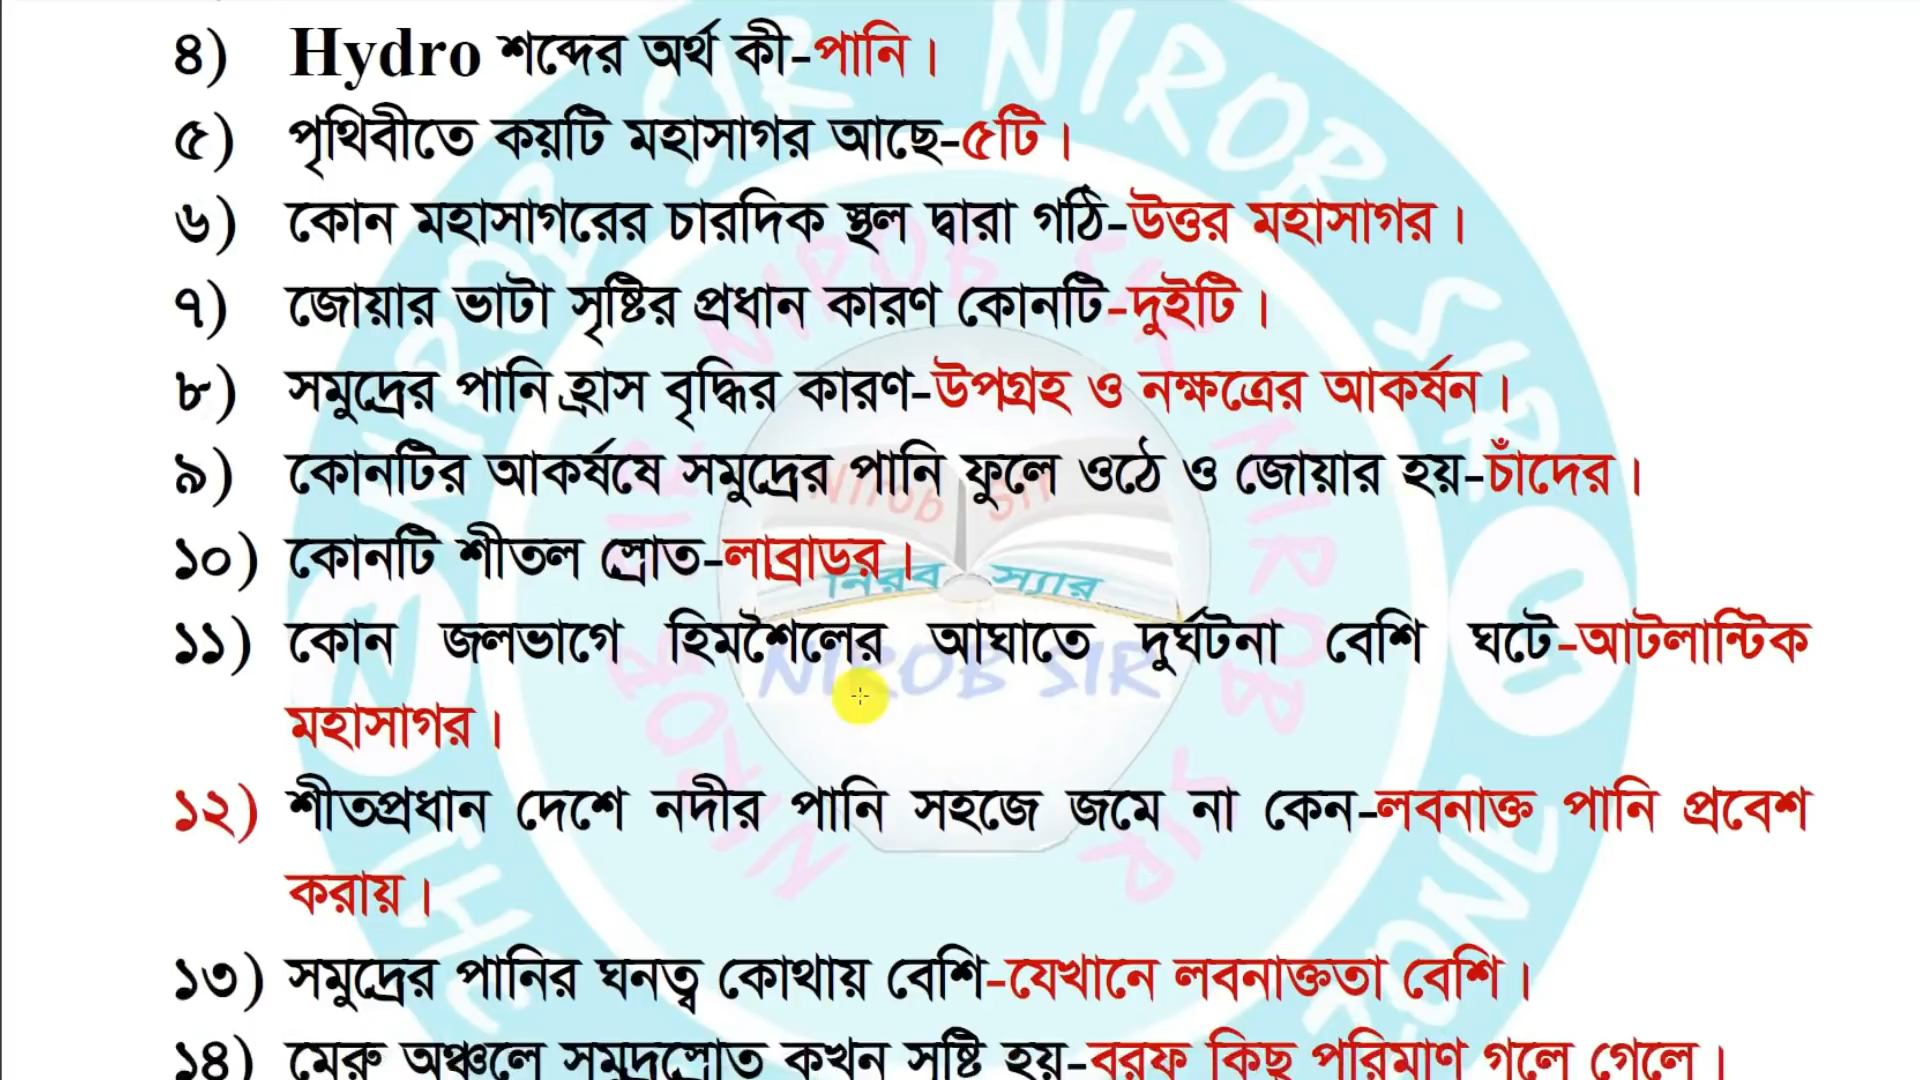 ৪) Hydro শব্দের অর্থ কী-পানি।
৫) পৃথিবীতে কয়টি মহাসাগর আছে-৫টি।
৬) কোন মহাসাগরের চারদিক স্থল দ্বারা গঠি-উত্তর মহাসাগর।
৭) জোয়ার ভাটা সৃষ্টির প্রধান কারণ কোনটি-দুইটি।
৮) সমুদ্রের পানি হ্রাস বৃদ্ধির কারণ-উপগ্রহ ও নক্ষত্রের আকর্ষন।
৯) কোনটির আকর্ষষে সমুদ্রের পানি ফুলে ওঠে ও জোয়ার হয়-চাঁদের।
১০) কোনটি শীতল স্রোত-লাব্রাডর।
নিরব স্যার
১১) কোন জলভাগে হিমশৈলের আঘাতে দুর্ঘটনা বেশি ঘটে-আটলান্টিক
NIROB SIR
মহাসাগর।
১২) শীতপ্রধান দেশে নদীর পানি সহজে জমে না কেন-লবনাক্ত পানি প্রবেশ
করায়।
১৩) সমুদ্রের পানির ঘনত্ব কোথায় বেশি-যেখানে লবনাক্ততা বেশি।
১৪) মেরু অঞ্চলে সমুদ্রস্রোত কখন সৃষ্টি হয়-বরফ কিছু পরিমাণ গলে গেলে।